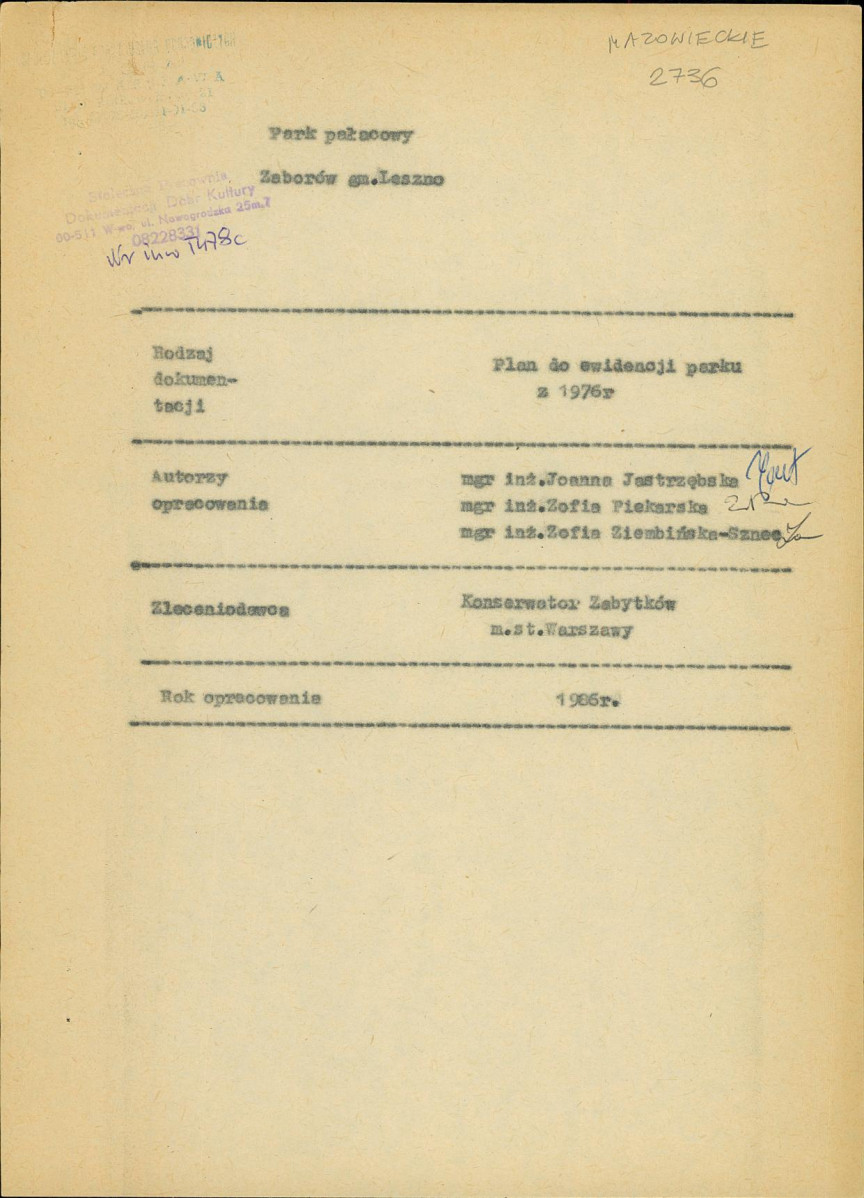 MAZOWIECKIE
2736
Park pałacowy
Zaborów gm.Leszno
Pracownia
Dokumentacji Dóbr Kultury
00-511 W-wa, ul. Nowogrodzka 25m.7
08228331
Nr inw
Rodzaj dokumen- tacji
Plan do ewidencji parku
z 1976r
Autorzy opracowania
mgr inż.Joanna Jastrzębska
mgr inż.Zofia Piekarska
mgr inż.Zofia Ziembińska-Sznee
Zleceniodawca
Konserwator Zabytków
m.st.Warszawy
Rok opracowania 1986r.